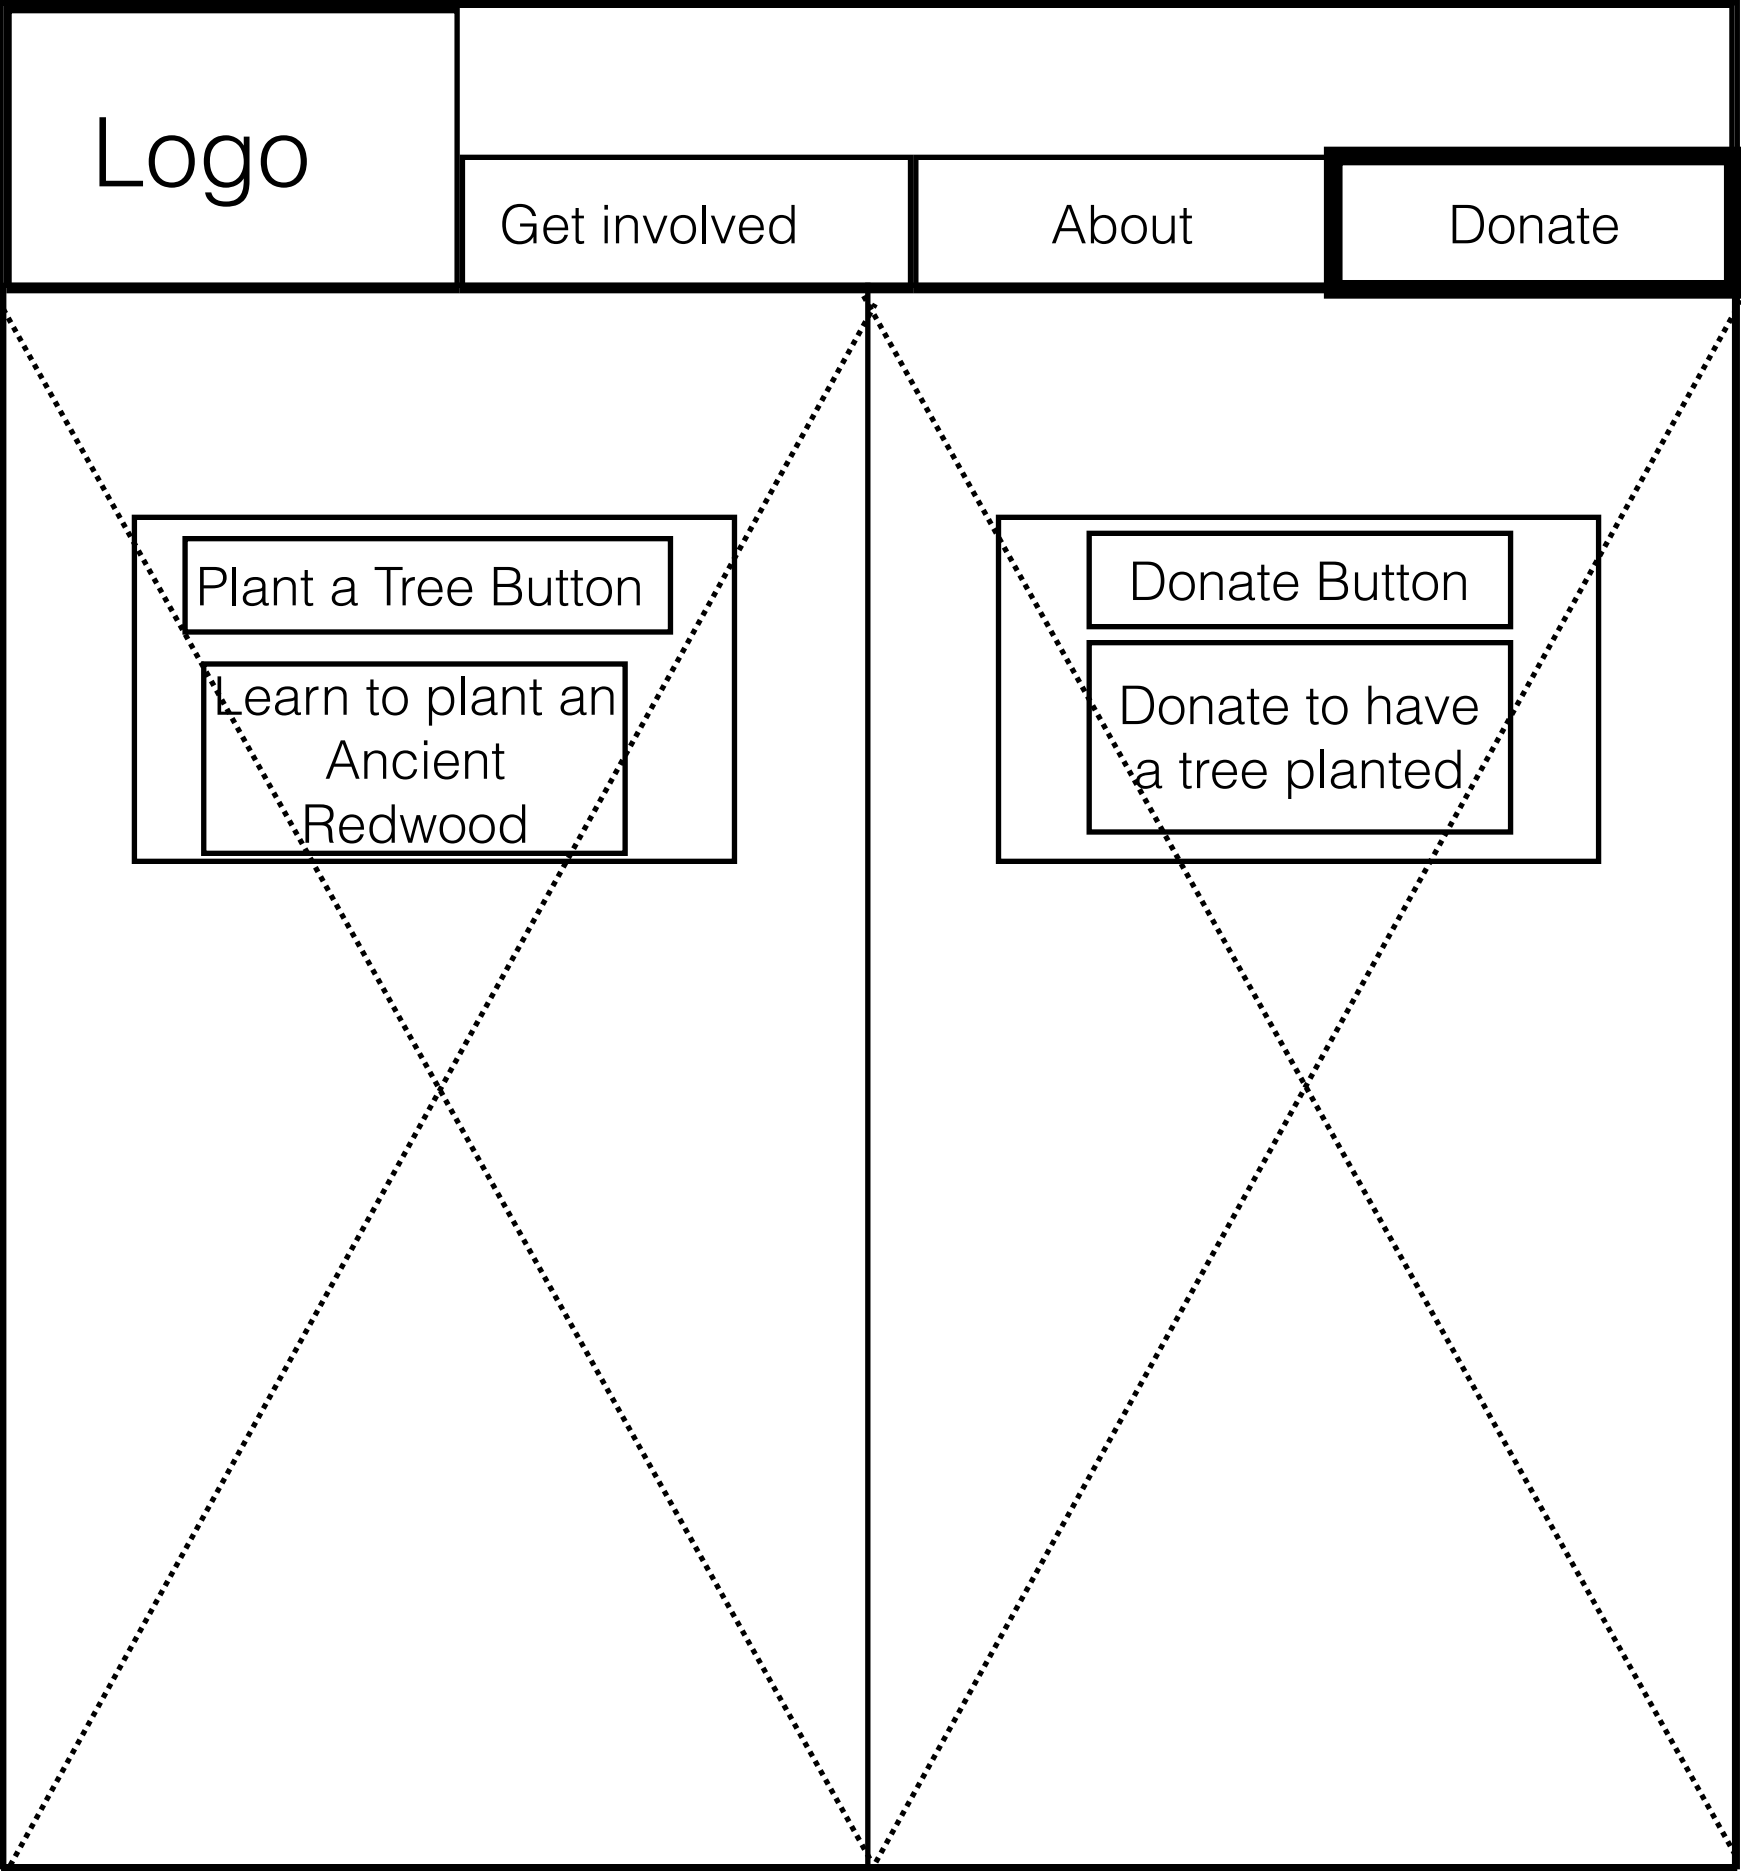 Logo
Get involved
About
Donate
Plant a Tree Button
Learn to plant an
Ancient
Redwood
Donate Button
Donate to have
a tree planted